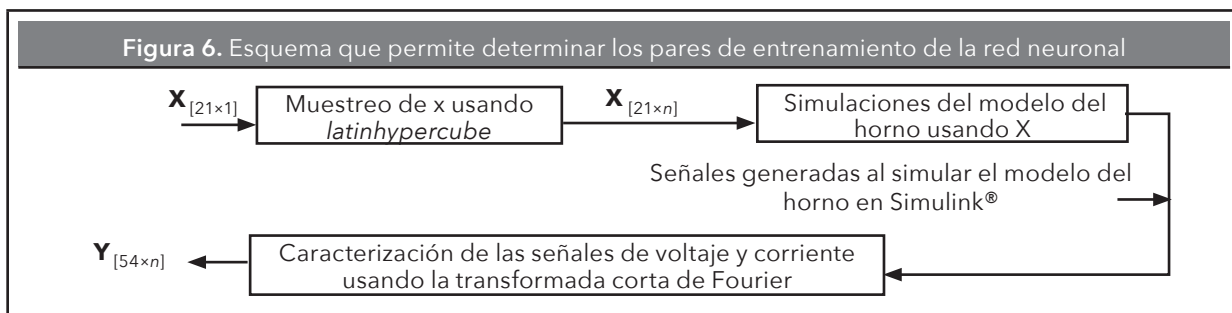 Figura 6. Esquema que permite determinar los pares de entrenamiento de la red neuronal
X [21×1]
Muestreo de x usando
latinhypercube
X [21×n]
Simulaciones del modelo del
horno usando X
Señales generadas al simular el modelo del
horno en Simulink®
Y [54×n]
Caracterización de las señales de voltaje y corriente
usando la transformada corta de Fourier